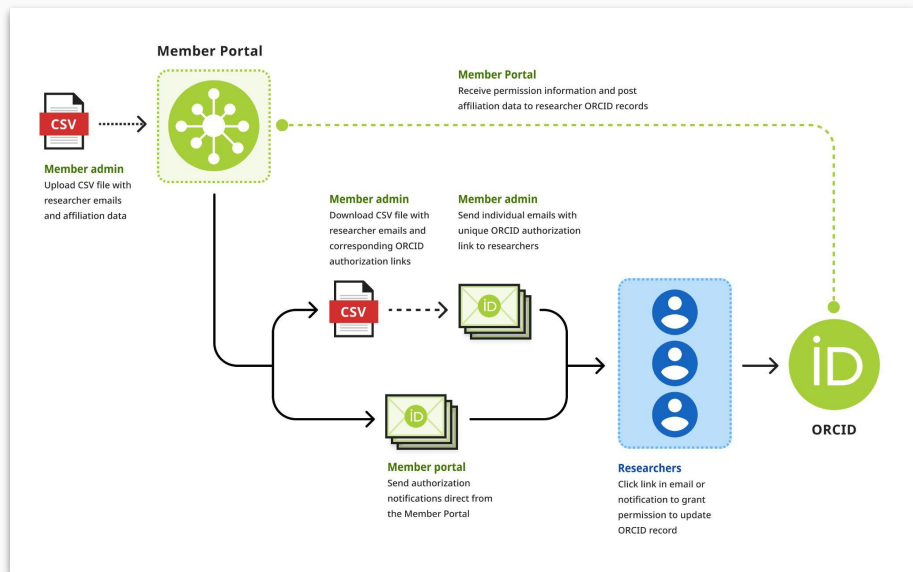 Member Portal
CSV
Member admin
Upload CSV file with
researcher emails
and affiliation data
Member Portal
Receive permission information and post
affiliation data to researcher ORCID records
Member admin
Download CSV file with
researcher emails and
corresponding ORCID
authorization links
Member admin
Send individual emails with
unique ORCID authorization
link to researchers
CSV
iD
iD
Member portal
Send authorization
notifications direct from
the Member Portal
Researchers
Click link in email or
notification to grant
permission to update
ORCID record
iD
ORCID